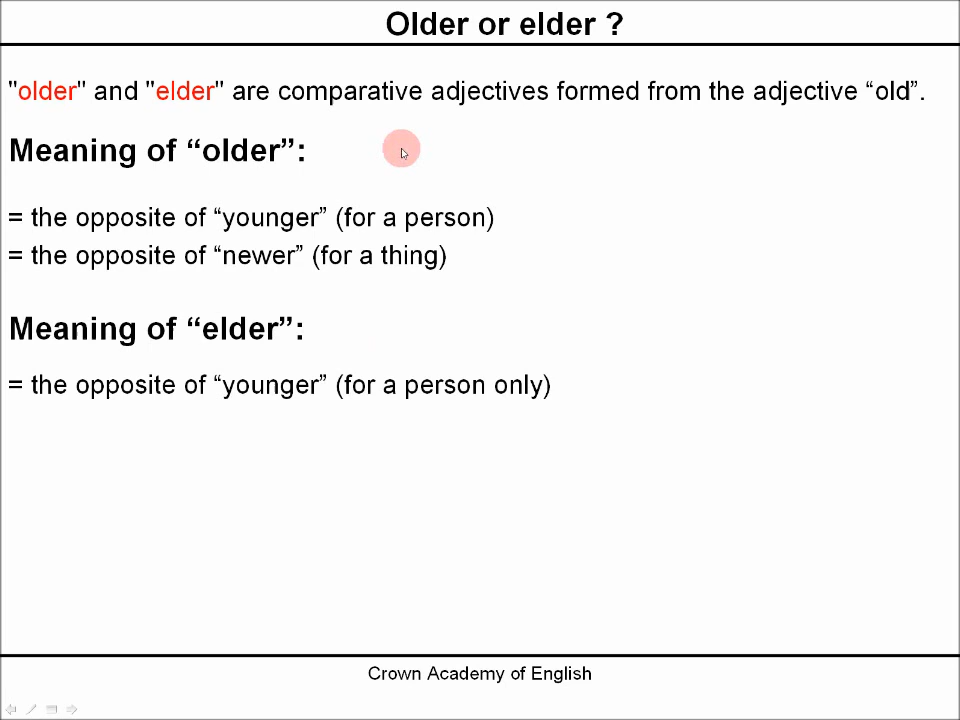 Older or elder ?
"older" and "elder" are comparative adjectives formed from the adjective “old”.
Meaning of “older”:
= the opposite of “younger” (for a person)
= the opposite of “newer” (for a thing)
Meaning of “elder”:
= the opposite of “younger” (for a person only)
Crown Academy of English